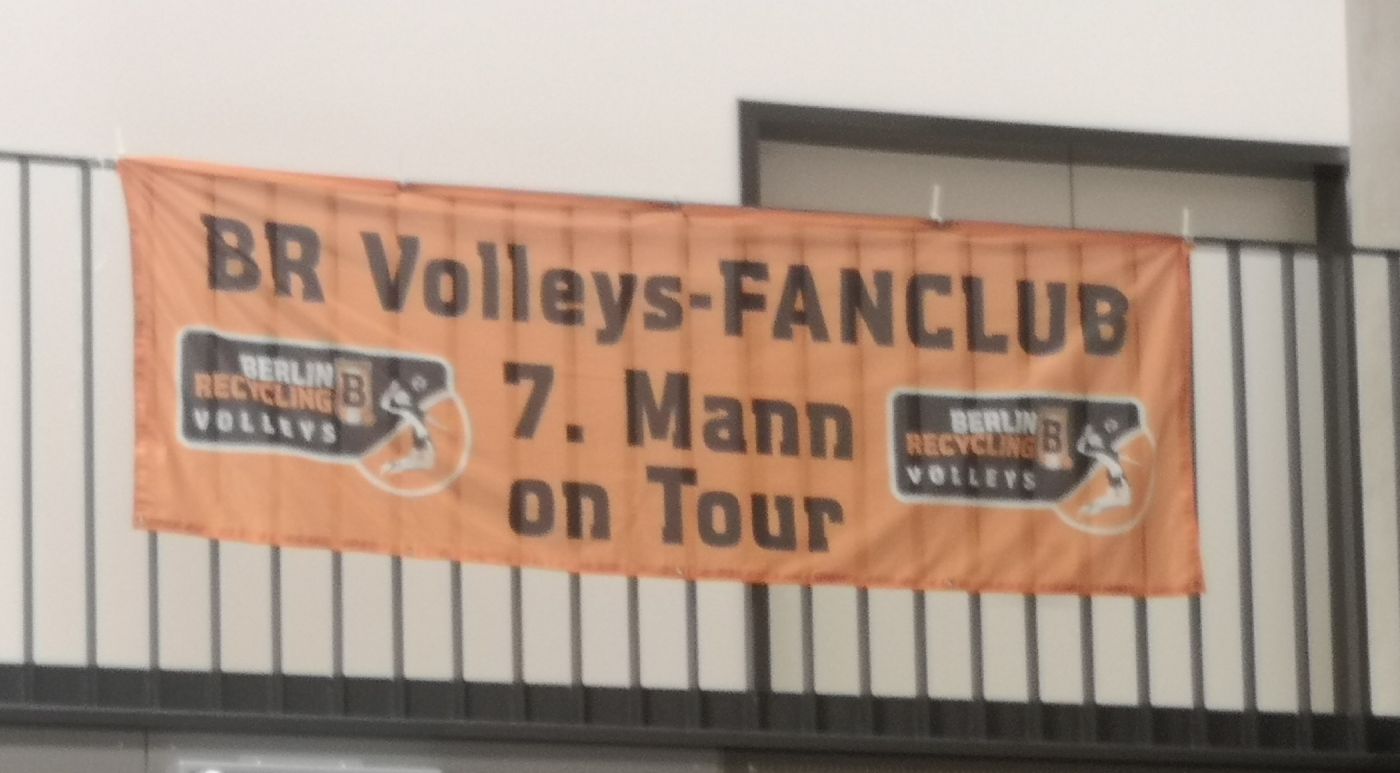 BR Volleys-FANCLUB
BERLIN
RECYCLING
VOLLEYS
B
7. Mann
on Tour
BERLIN
RECYCLING
VOLLEYS
B